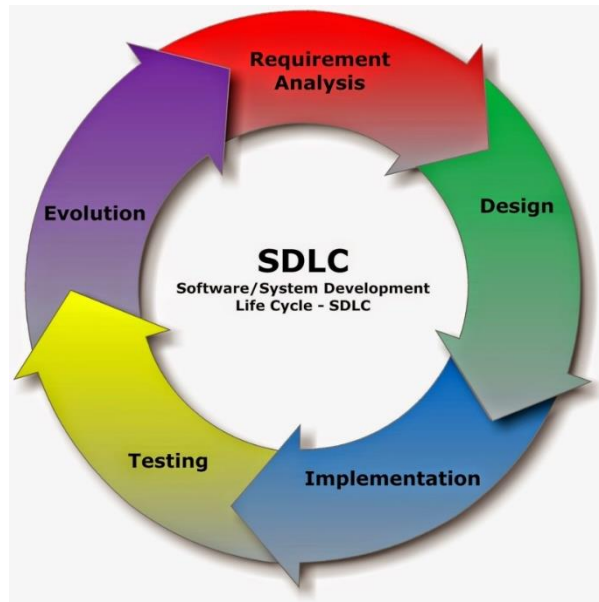 Requirement
Analysis
Design
Implementation
Testing
Evolution
SDLC
Software/System Development
Life Cycle - SDLC